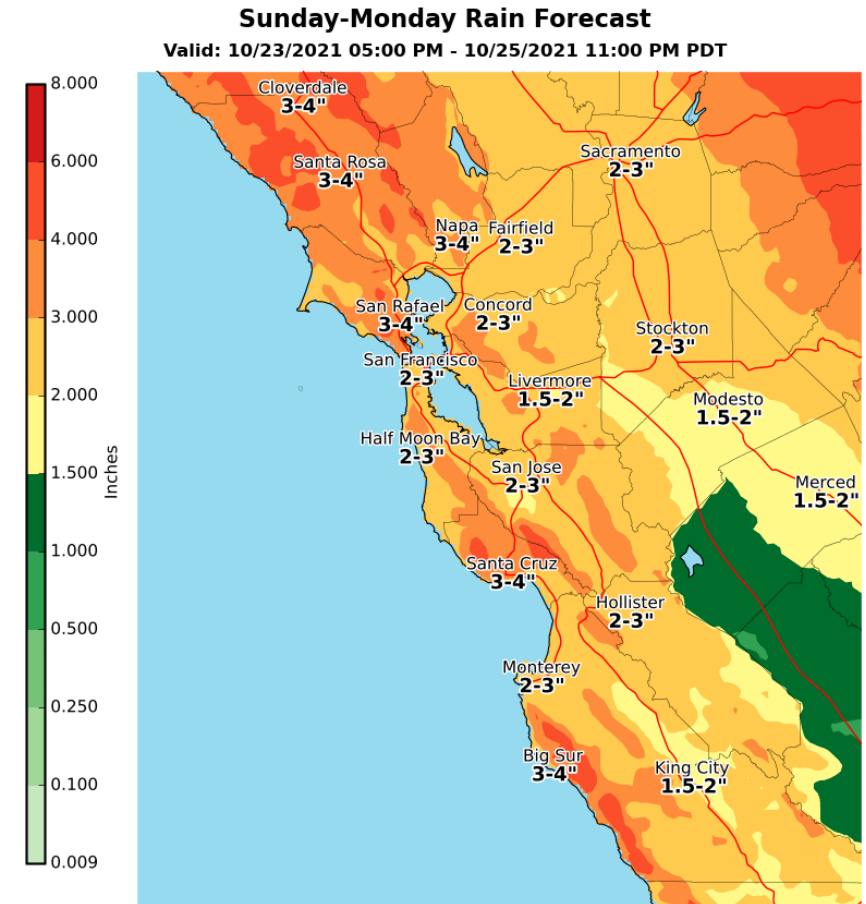 Sunday-Monday Rain Forecast
Valid: 10/23/2021 05:00 PM - 10/25/2021 11:00 PM PDT
8.000
6.000
4.000
3.000
2.000
1.500
1.000
0.500
0.250
0.100
0.009
Inches
Cloverdale
3-4"
Santa Rosa
3-4"
Sacramento
2-3"
Napa
3-4"
Fairfield
2-3"
San Rafael
3-4"
Concord
2-3"
Stockton
2-3"
San Francisco
2-3"
Livermore
1.5-2"
Modesto
1.5-2"
Half Moon Bay
2-3"
San Jose
2-3"
Merced
1.5-2"
Santa Cruz
3-4"
Hollister
2-3"
Monterey
2-3"
Big Sur
3-4"
King City
1.5-2"